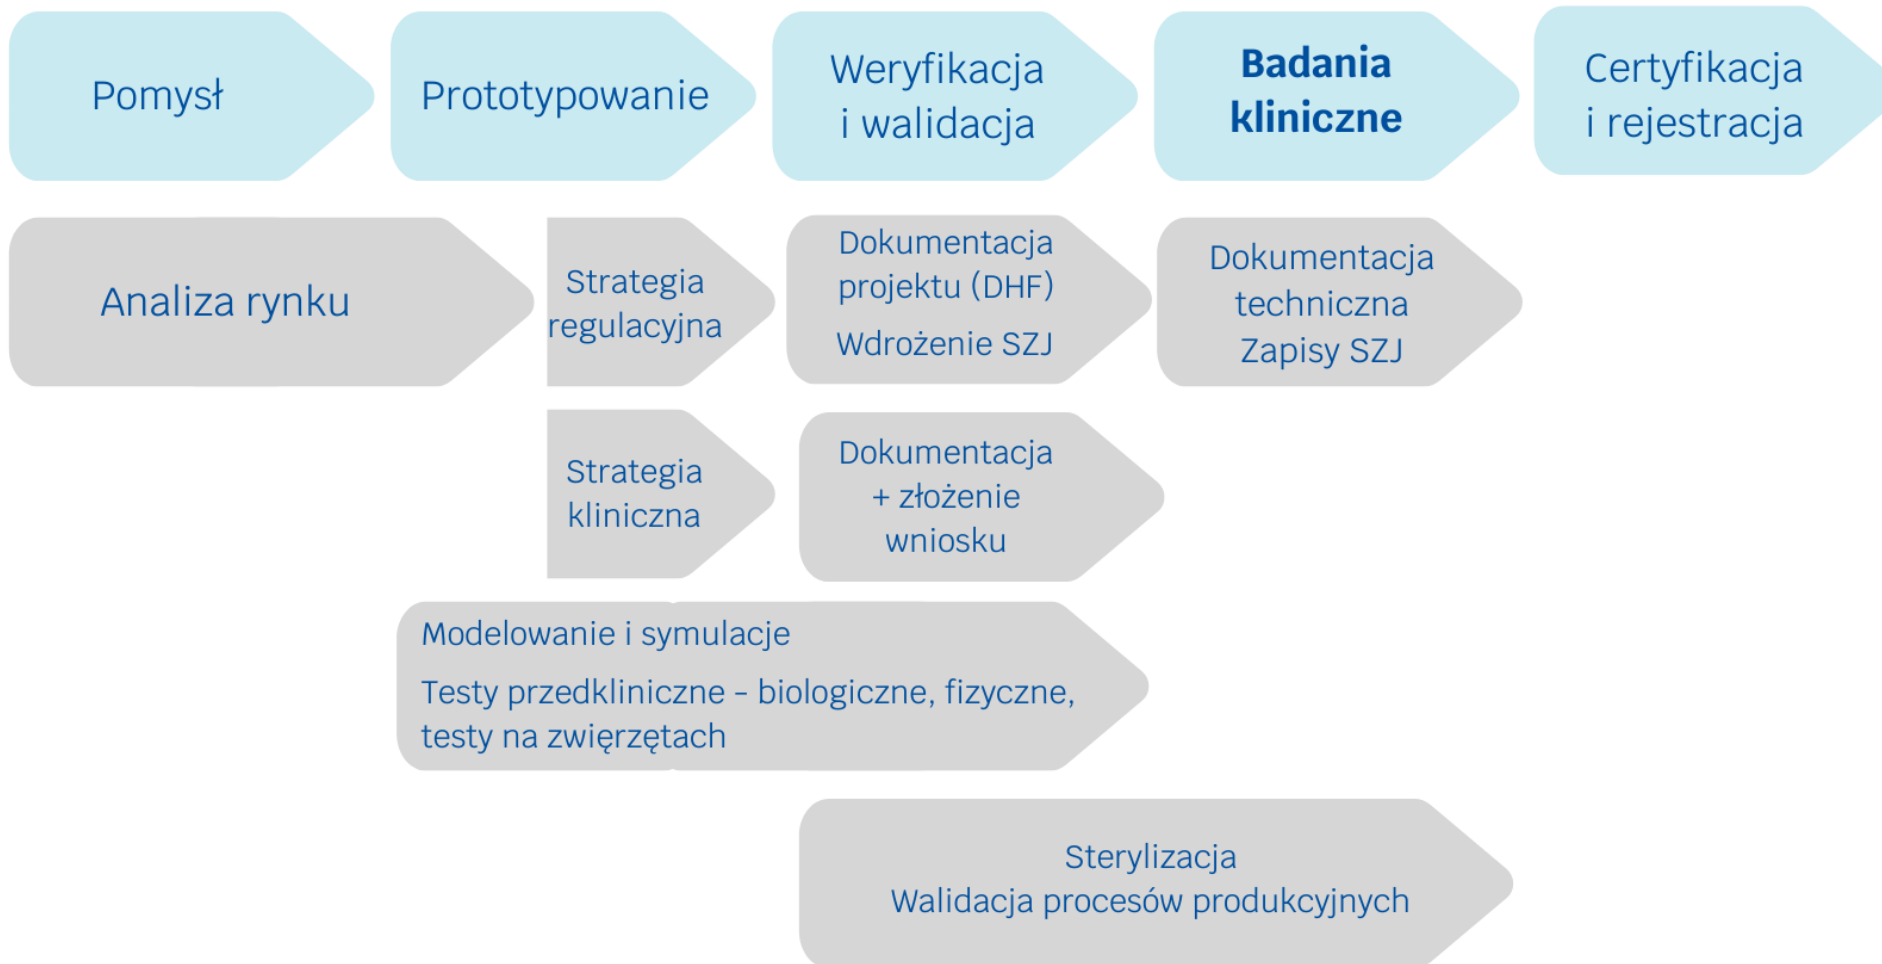 Pomysł
Prototypowanie
Weryfikacja
i walidacja
Badania
kliniczne
Certyfikacja
i rejestracja
Analiza rynku
Strategia
regulacyjna
Dokumentacja
projektu (DHF)
Wdrożenie SZJ
Dokumentacja
techniczna
Zapisy SZJ
Strategia
kliniczna
Dokumentacja
+ złożenie
wniosku
Modelowanie i symulacje
Testy przedkliniczne - biologiczne, fizyczne,
testy na zwięrzętach
Sterylizacja
Walidacja procesów produkcyjnych